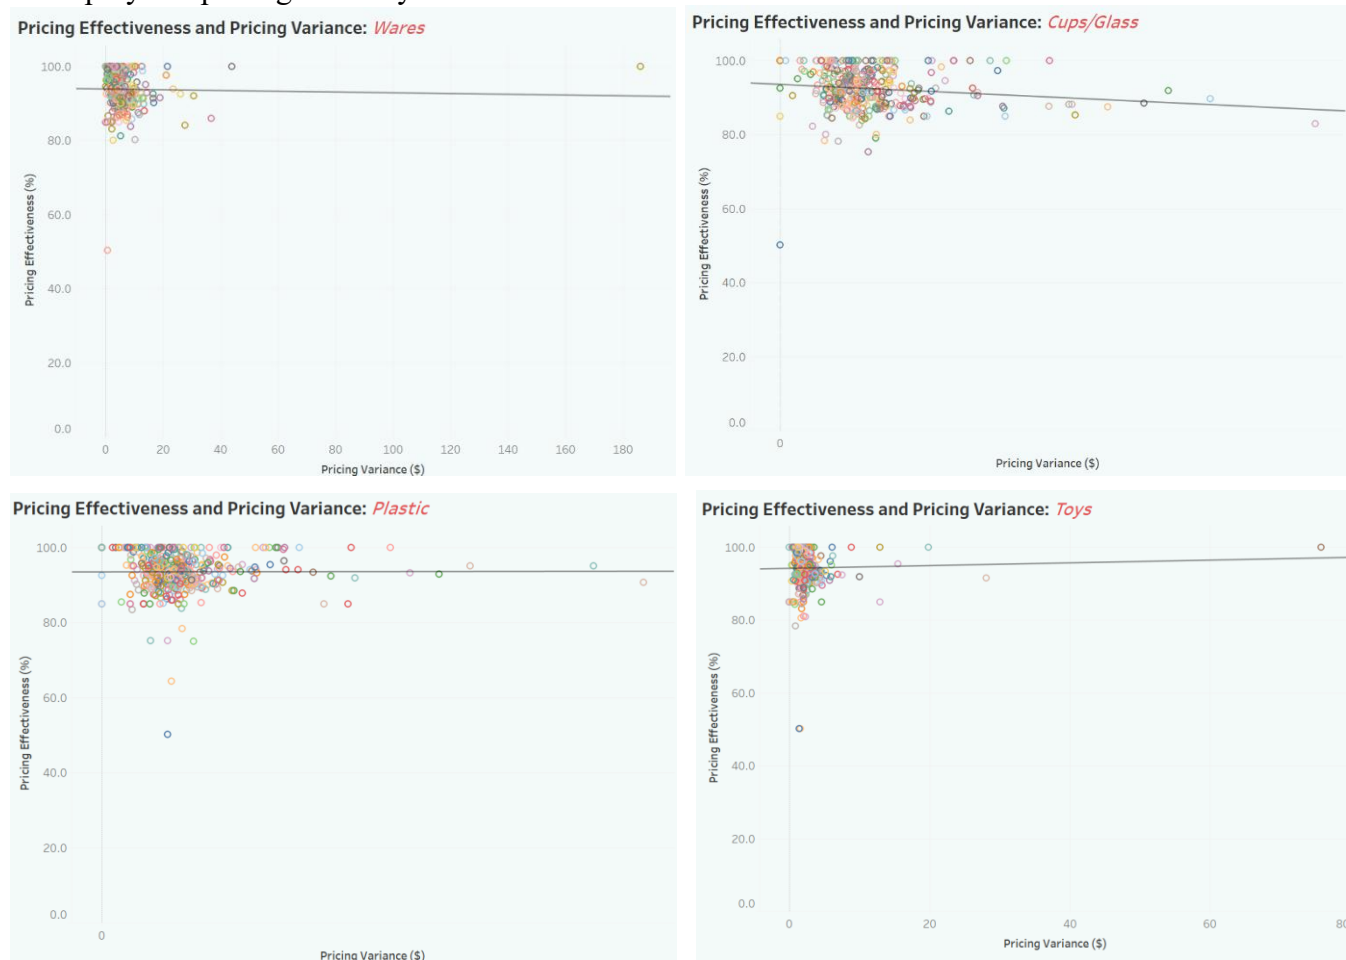 Pricing Effectiveness and Pricing Variance: Wares
100.0
80.0
60.0
40.0
20.0
0.0
Pricing Effectiveness (%)
0 20 40 60 80 100 120 140 160 180
Pricing Variance ($)
Pricing Effectiveness and Pricing Variance: Cups/Glass
100.0
80.0
60.0
40.0
20.0
0.0
Pricing Effectiveness (%)
0
Pricing Variance ($)
Pricing Effectiveness and Pricing Variance: Plastic
100.0
80.0
60.0
40.0
20.0
0.0
Pricing Effectiveness (%)
0
Pricing Variance ($)
Pricing Effectiveness and Pricing Variance: Toys
100.0
80.0
60.0
40.0
20.0
0.0
Pricing Effectiveness (%)
0 20 40 60 80
Pricing Variance ($)